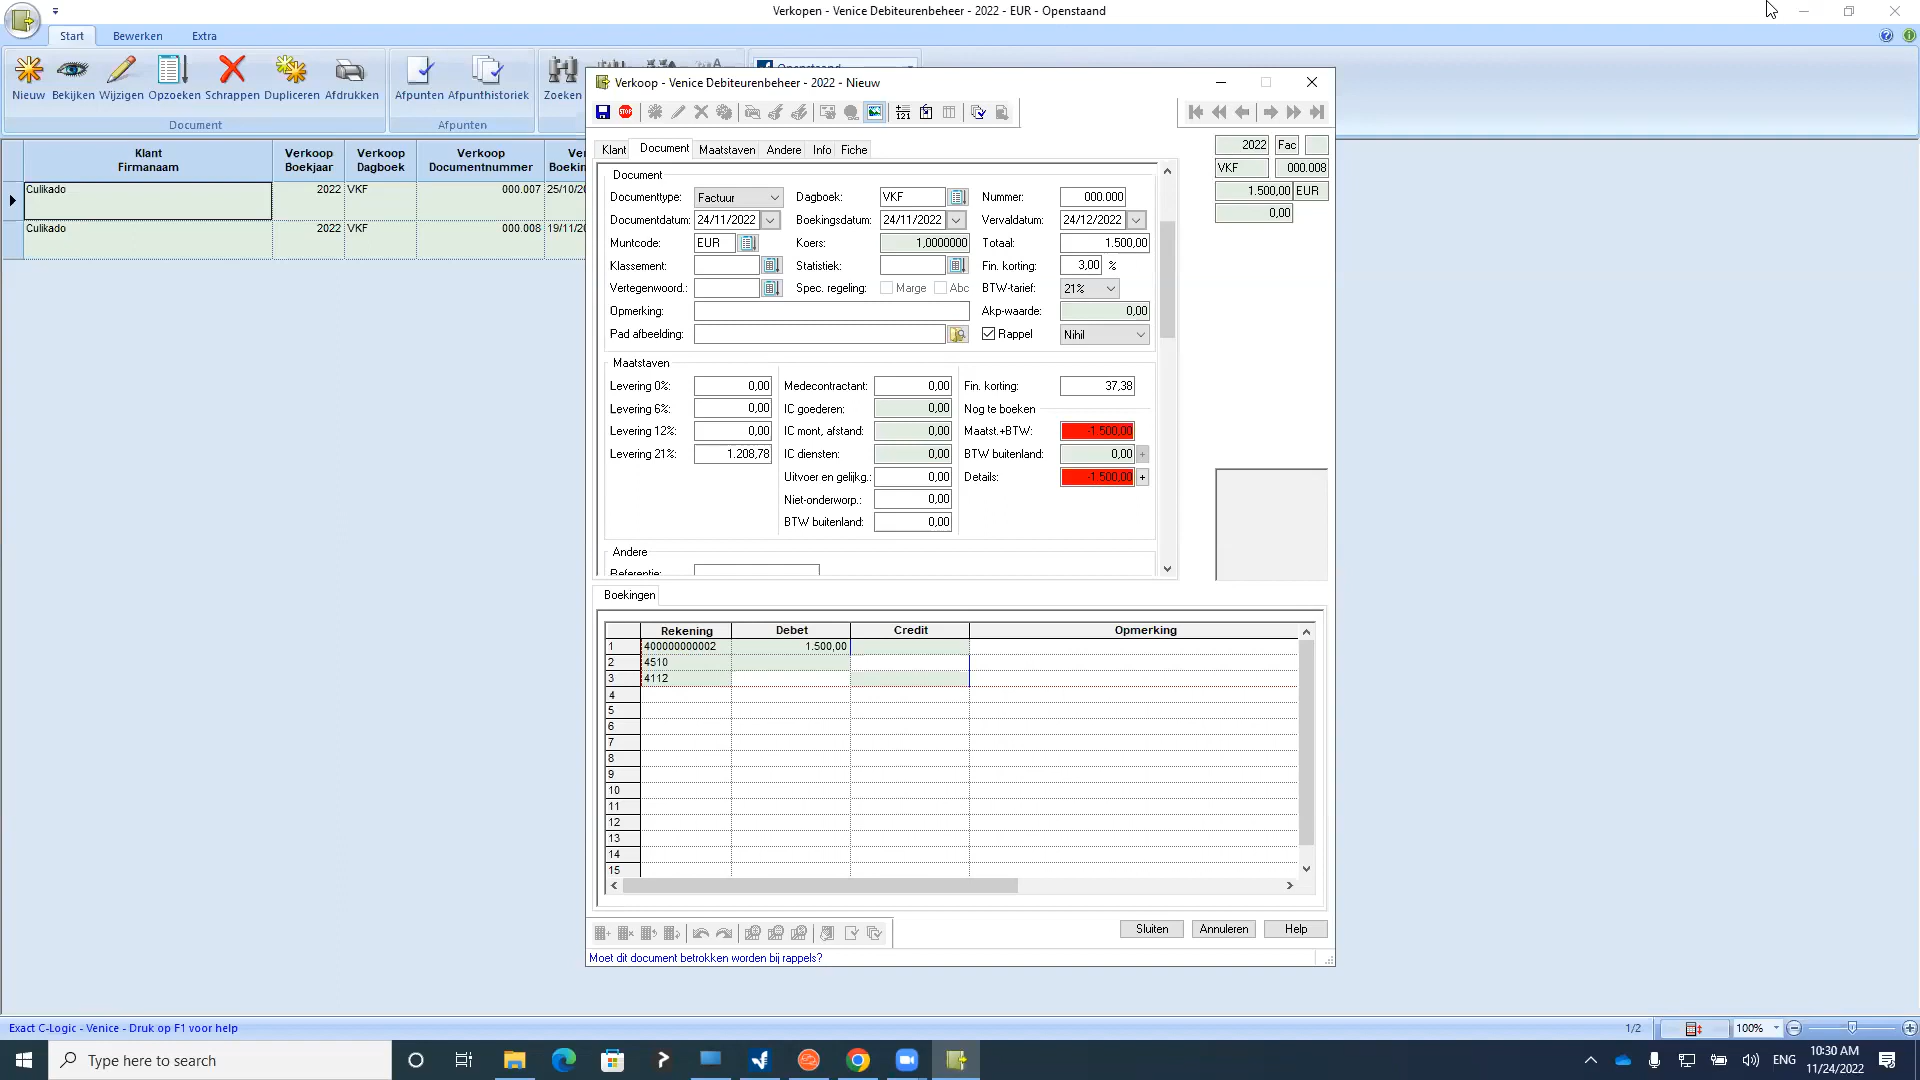 Verkopen - Venice Debiteurenbeheer - 2022 - EUR - Openstaand
Start Bewerken Extra
Nieuw Bekijken Wijzigen Opzoeken Schrappen Dupliceren Afdrukken
Document
Afpunten Afpunthistoriek
Afpunten
Zoeken
Openstaand
Klant Firmanaam
Verkoop Boekjaar
Verkoop Dagboek
Verkoop Documentnummer
Culikado 2022 VKF 000.007 25/10/20
Culikado 2022 VKF 000.008 19/11/20
Verkoop - Venice Debiteurenbeheer - 2022 - Nieuw
Klant Document Maatstaven Andere Info Fiche
2022 Fac
VKF 000.008
1.500,00 EUR
0,00
Document
Documenttype: Factuur Dagboek: VKF Nummer: 000.000
Documentdatum: 24/11/2022 Boekingsdatum: 24/11/2022 Vervaldatum: 24/12/2022
Muntcode: EUR Koers: 1,0000000 Totaal: 1.500,00
Klassement: Statistiek: Fin. korting: 3,00 %
Vertegenwoord.: Spec. regeling: Marge Abc BTW-tarief: 21%
Opmerking: Akp-waarde: 0,00
Pad afbeelding: Rappel Nihil
Maatstaven
Levering 0%: 0,00 Medecontractant: 0,00 Fin. korting: 37,38
Levering 6%: 0,00 IC goederen: 0,00 Nog te boeken
Levering 12%: 0,00 IC mont, afstand: 0,00 Maatst.+BTW: -1.500,00
Levering 21%: 1.208,78 IC diensten: 0,00 BTW buitenland: 0,00 +
Uitvoer en gelijkg.: 0,00 Details: -1.500,00 +
Niet-onderworp.: 0,00
BTW buitenland: 0,00
Andere
Referentie:
Boekingen
Rekening Debet Credit Opmerking
1 400000000002 1.500,00
2 4510
3 4112
4
5
6
7
8
9
10
11
12
13
14
15
Sluiten Annuleren Help
Moet dit document betrokken worden bij rappels?
Exact C-Logic - Venice - Druk op F1 voor help
1/2 100%
Type here to search
ENG
10:30 AM
11/24/2022